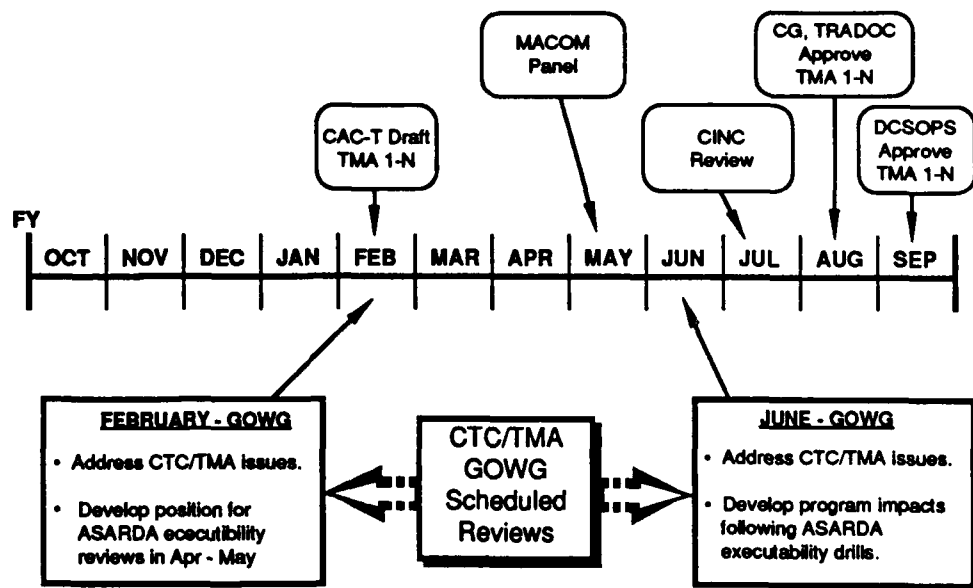 MACOM
Panel
CG, TRADOC
Approve
TMA 1-N
CAC-T Draft
TMA 1-N
CINC
Review
DCSOPS
Approve
TMA 1-N
FY
OCT NOV DEC JAN FEB MAR APR MAY JUN JUL AUG SEP
FEBRUARY - GOWG
• Address CTC/TMA issues.
• Develop position for
ASARDA ececutibility
reviews in Apr - May
CTC/TMA
GOWG
Scheduled
Reviews
JUNE - GOWG
• Address CTC/TMA issues.
• Develop program impacts
following ASARDA
executability drills.